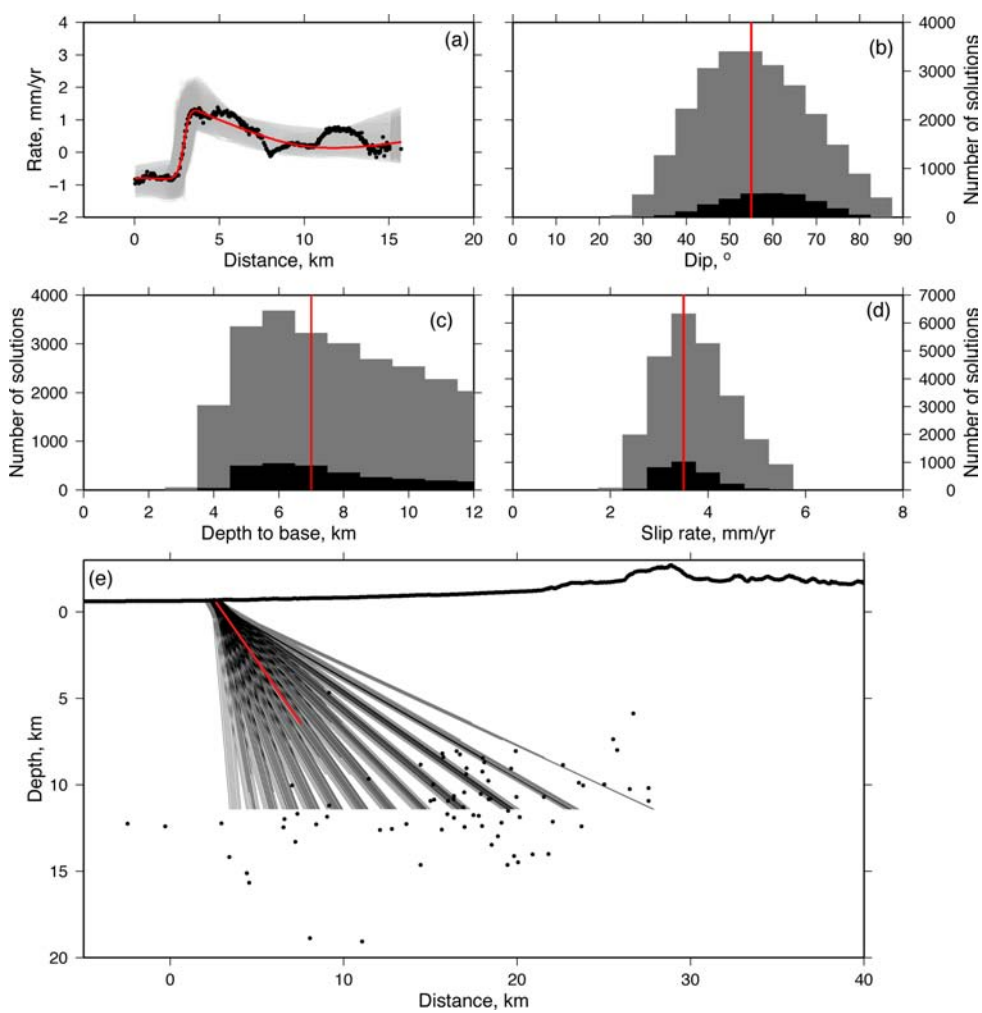 (a)
Rate, mm/yr
4
3
2
1
0
−1
−2
0 5 10 15 20
Distance, km
(b)
Number of solutions
4000
3000
2000
1000
0
0 10 20 30 40 50 60 70 80 90
Dip, °
(c)
Number of solutions
4000
3000
2000
1000
0
0 2 4 6 8 10 12
Depth to base, km
(d)
Number of solutions
7000
6000
5000
4000
3000
2000
1000
0
0 2 4 6 8
Slip rate, mm/yr
(e)
Depth, km
0
5
10
15
20
0 10 20 30 40
Distance, km